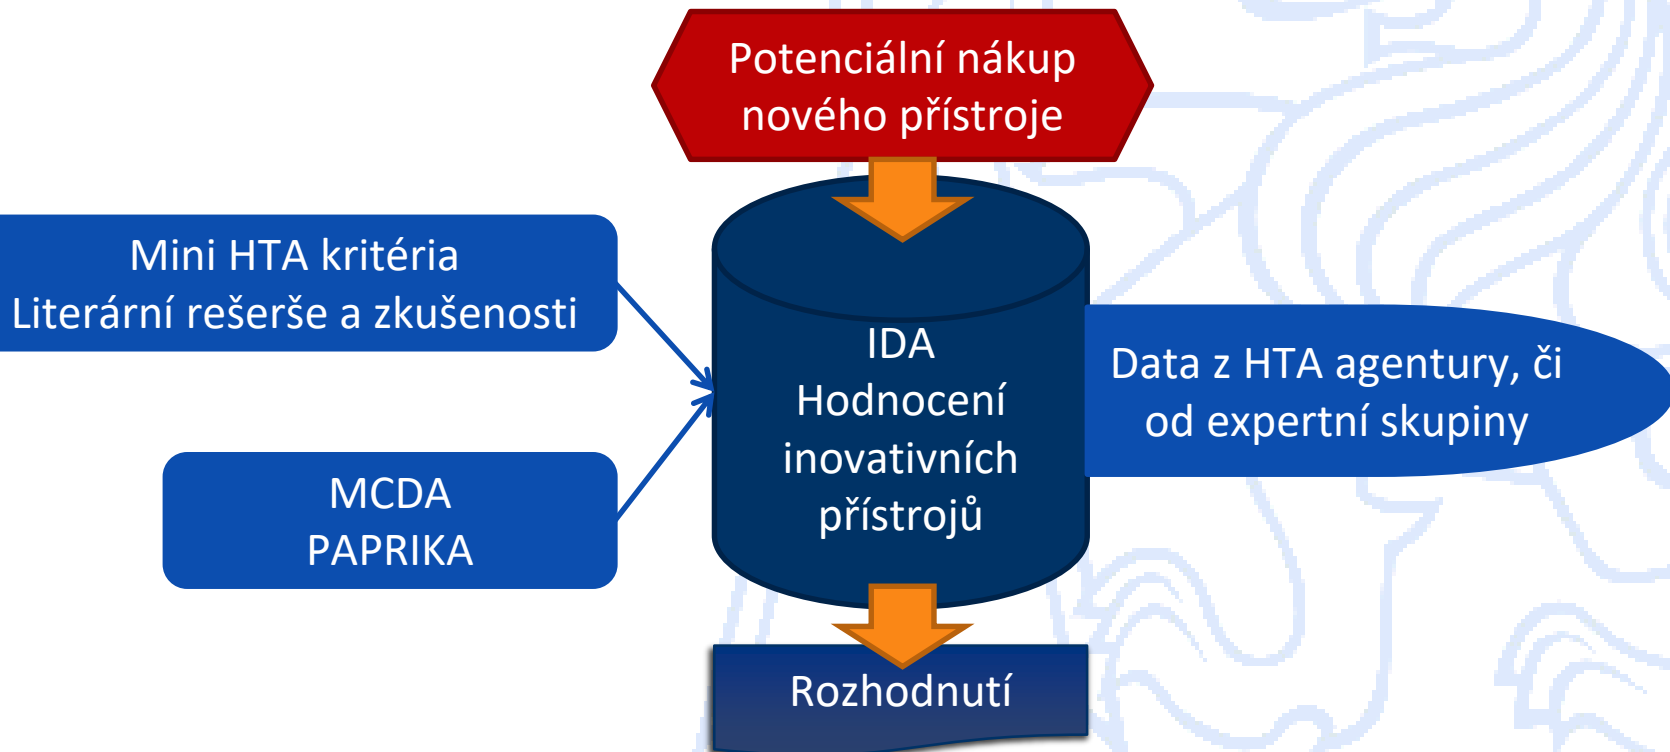 Potenciální nákup
nového přístroje
Mini HTA kritéria
Literární rešerše a zkušenosti
IDA
Hodnocení
inovativních
přístrojů
Data z HTA agentury, či
od expertní skupiny
MCDA
PAPRIKA
Rozhodnutí